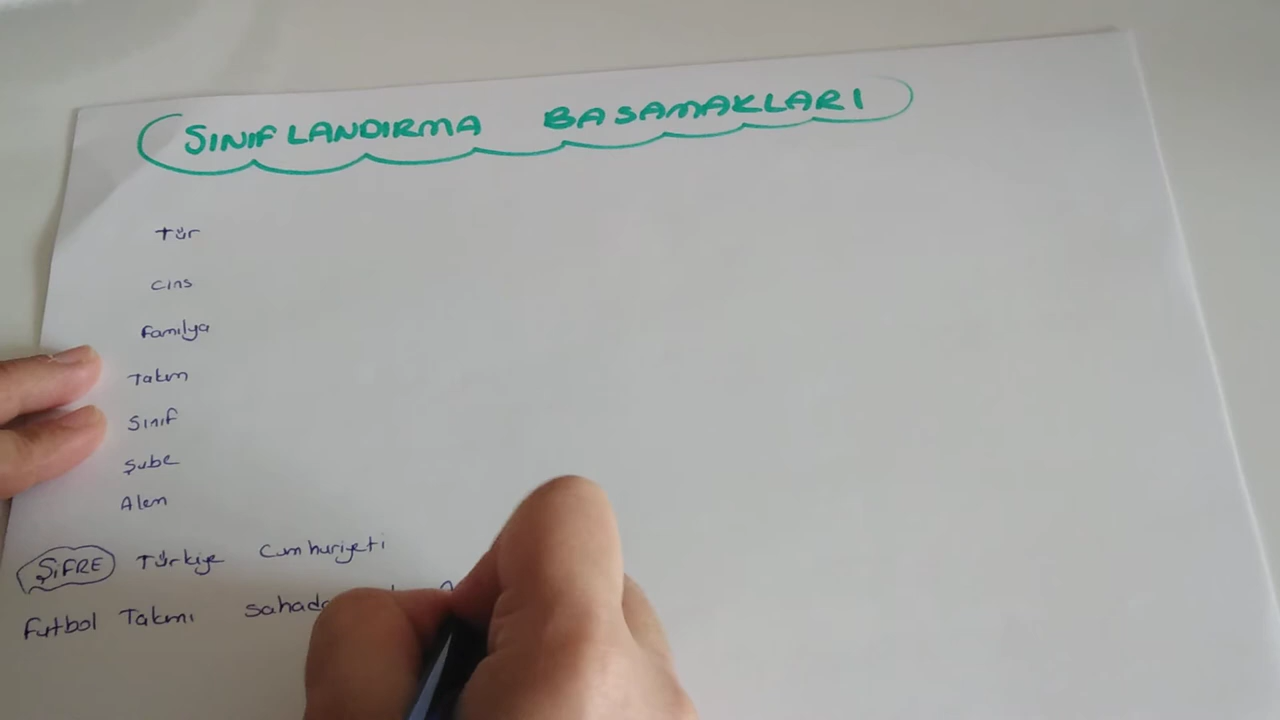 SINIFLANDIRMA BASAMAKLARI
Tür
Cins
Familya
Takım
Sınıf
Şube
Alem
ŞİFRE Türkiye Cumhuriyeti
Futbol Takımı